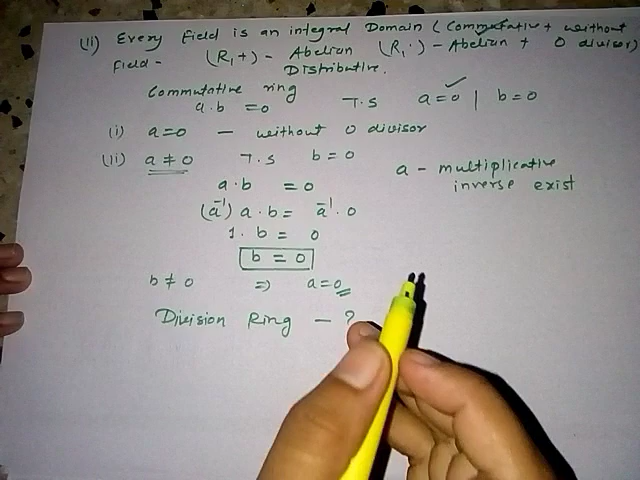 (ii) Every Field is an integral Domain (Commutative + without 0 divisor)
Field - (R,+) - Abelian (R,·) - Abelian +
Distributive.
Commutative ring
a.b = 0 T.S a=0 | b=0
(i) a=0 - without 0 divisor
(ii) a ≠ 0 T.S b=0
a - multiplicative
inverse exist
a.b = 0
(a⁻¹) a.b = a⁻¹.0
1.b = 0
b = 0
b ≠ 0 ⇒ a=0
Division Ring - ?